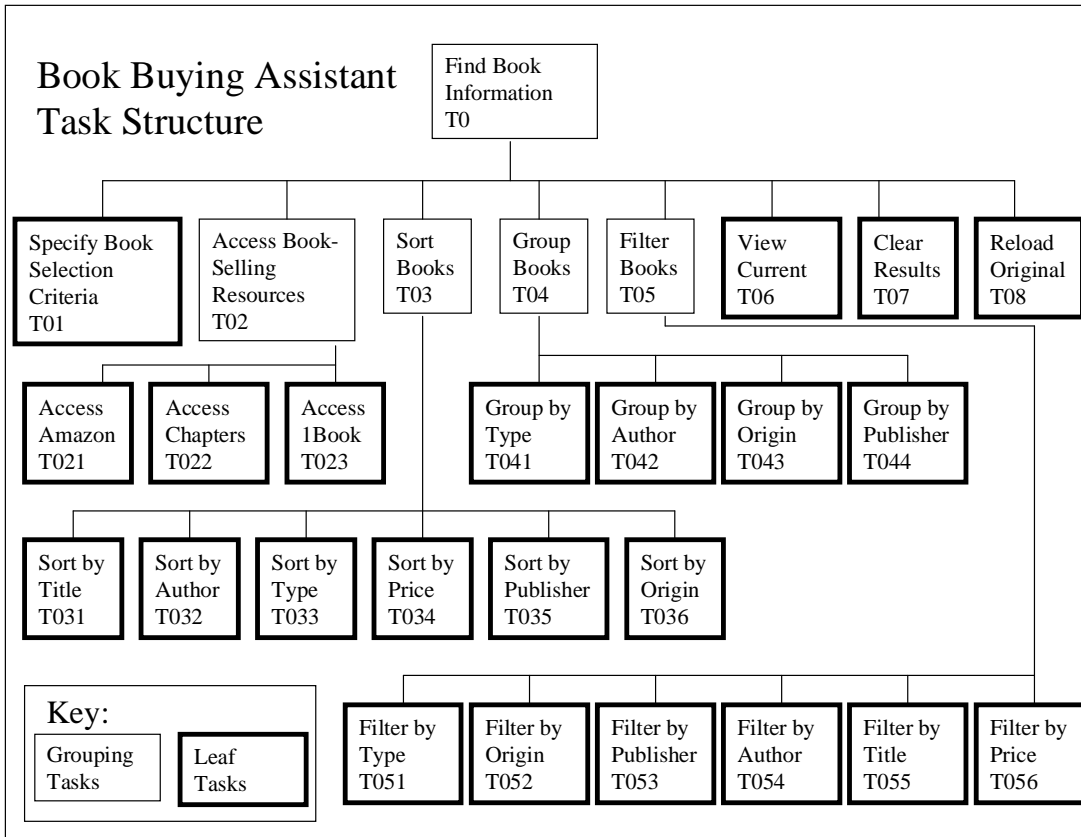 Book Buying Assistant
Task Structure
Find Book
Information
T0
Specify Book
Selection
Criteria
T01
Access Book-
Selling
Resources
T02
Sort
Books
T03
Group
Books
T04
Filter
Books
T05
View
Current
T06
Clear
Results
T07
Reload
Original
T08
Access
Amazon
T021
Access
Chapters
T022
Access
1Book
T023
Group by
Type
T041
Group by
Author
T042
Group by
Origin
T043
Group by
Publisher
T044
Sort by
Title
T031
Sort by
Author
T032
Sort by
Type
T033
Sort by
Price
T034
Sort by
Publisher
T035
Sort by
Origin
T036
Key:
Grouping
Tasks
Leaf
Tasks
Filter by
Type
T051
Filter by
Origin
T052
Filter by
Publisher
T053
Filter by
Author
T054
Filter by
Title
T055
Filter by
Price
T056